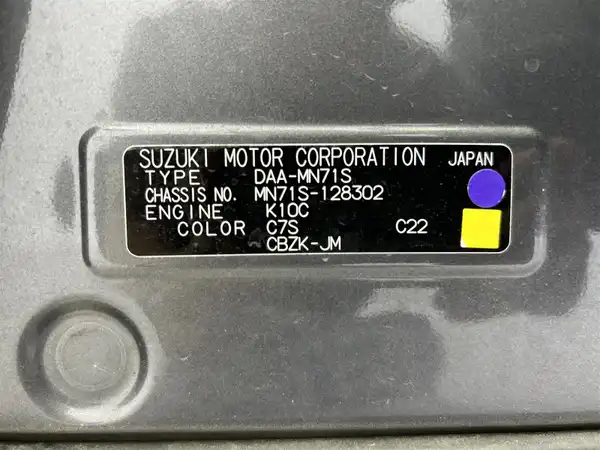 SUZUKI MOTOR CORPORATION JAPAN
TYPE DAA-MN71S
CHASSIS NO. MN71S-128302
ENGINE K10C
COLOR C7S C22
CBZK-JM